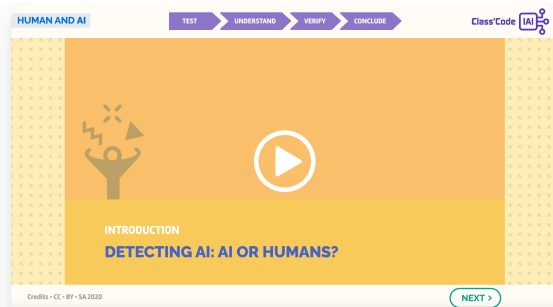 HUMAN AND AI
TEST UNDERSTAND VERIFY CONCLUDE
Class'Code IAI
INTRODUCTION
DETECTING AI: AI OR HUMANS?
Credits • CC • BY • SA 2020
NEXT >